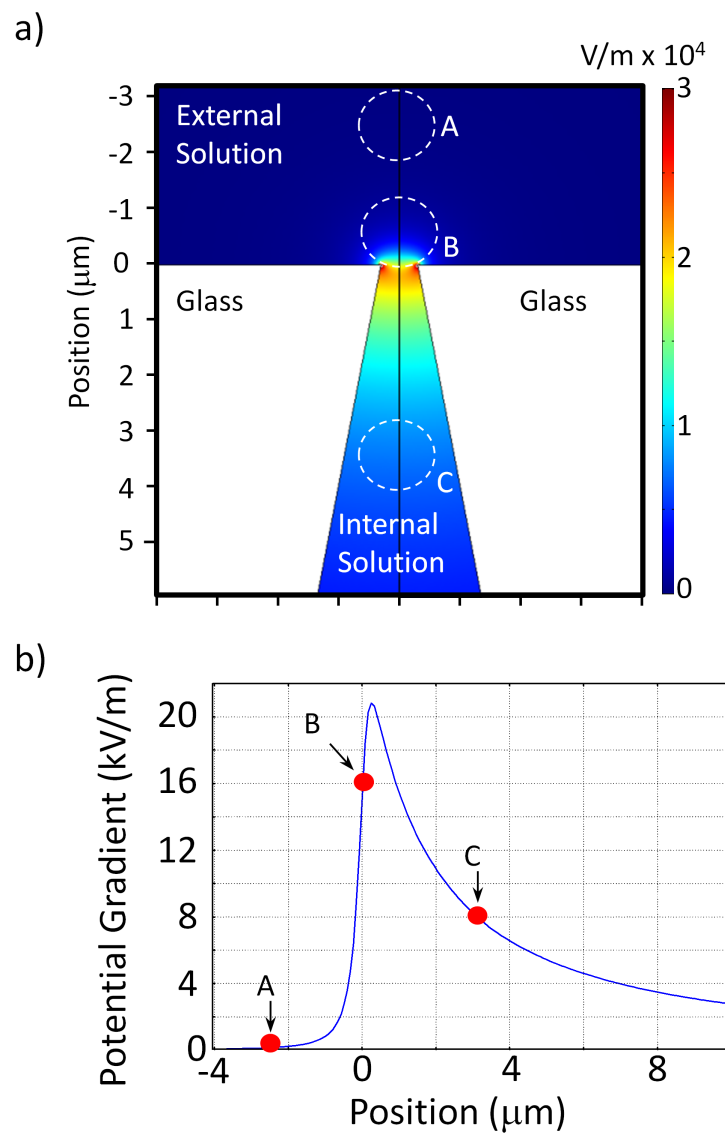 a)
V/m x 10⁴
3
2
1
0
-3
-2
-1
0
1
2
3
4
5
Position (μm)
External
Solution
A
B
Glass
Glass
C
Internal
Solution
b)
Potential Gradient (kV/m)
20
16
12
8
4
0
B
C
A
-4
0
4
8
Position (μm)